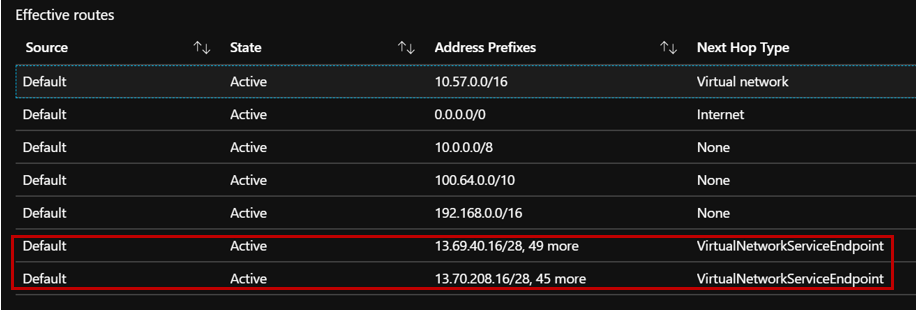 Effective routes
Source ↑↓ State ↑↓ Address Prefixes ↑↓ Next Hop Type
Default Active 10.57.0.0/16 Virtual network
Default Active 0.0.0.0/0 Internet
Default Active 10.0.0.0/8 None
Default Active 100.64.0.0/10 None
Default Active 192.168.0.0/16 None
Default Active 13.69.40.16/28, 49 more VirtualNetworkServiceEndpoint
Default Active 13.70.208.16/28, 45 more VirtualNetworkServiceEndpoint